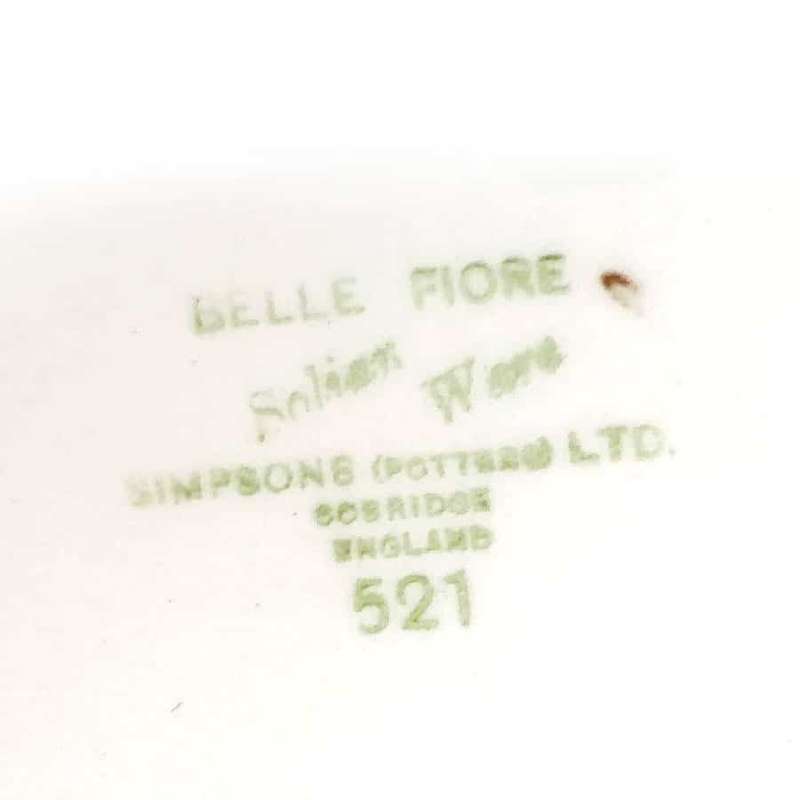 BELLE FIORE
Solian Ware
SIMPSONS (POTTERS) LTD.
COBRIDGE
ENGLAND
521